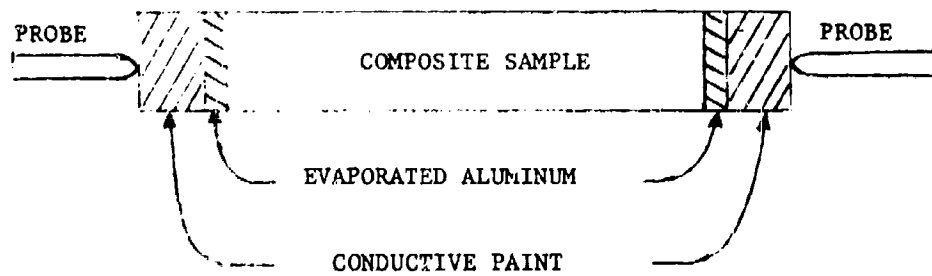 PROBE
PROBE
COMPOSITE SAMPLE
EVAPORATED ALUMINUM
CONDUCTIVE PAINT